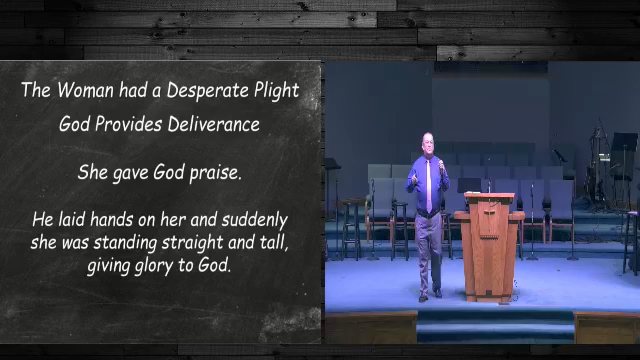 The Woman had a Desperate Plight
God Provides Deliverance
She gave God praise.
He laid hands on her and suddenly
she was standing straight and tall,
giving glory to God.